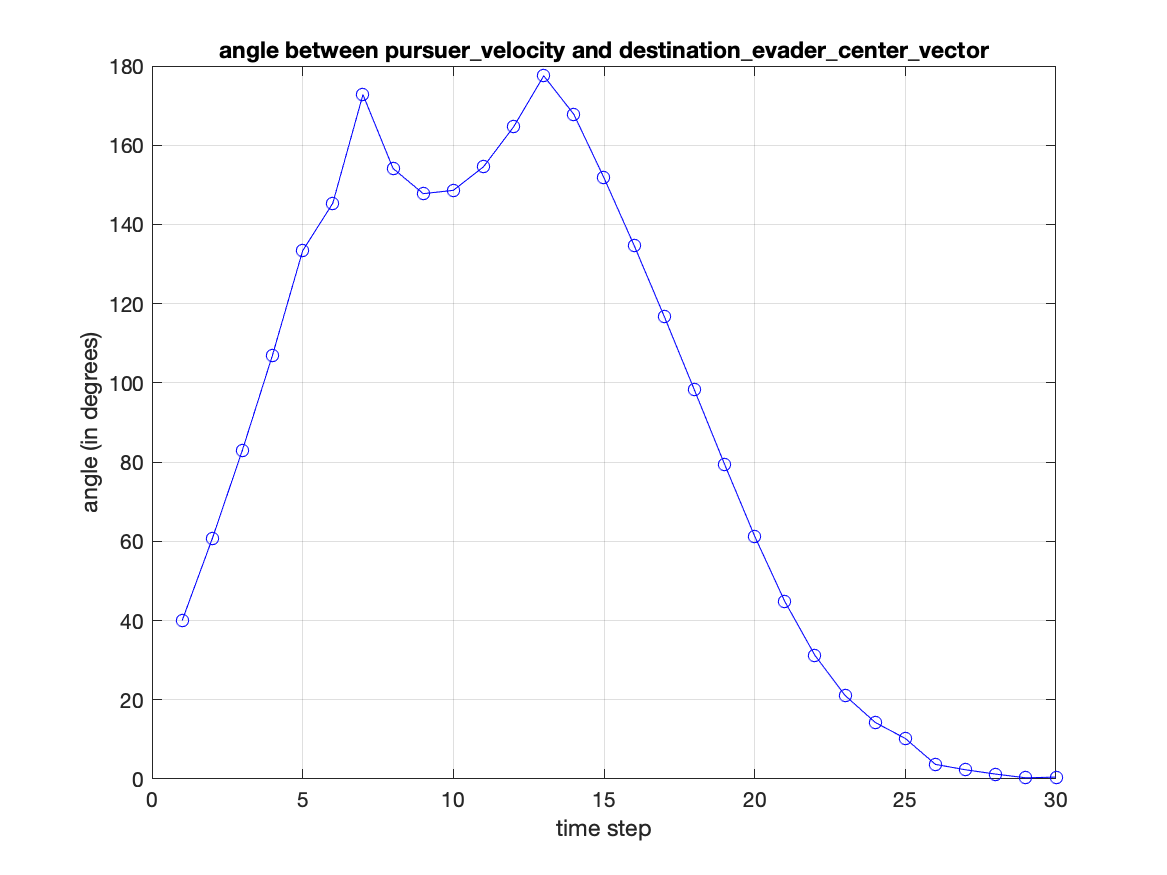 angle between pursuer_velocity and destination_evader_center_vector
180
160
140
120
100
80
60
40
20
0
angle (in degrees)
0 5 10 15 20 25 30
time step